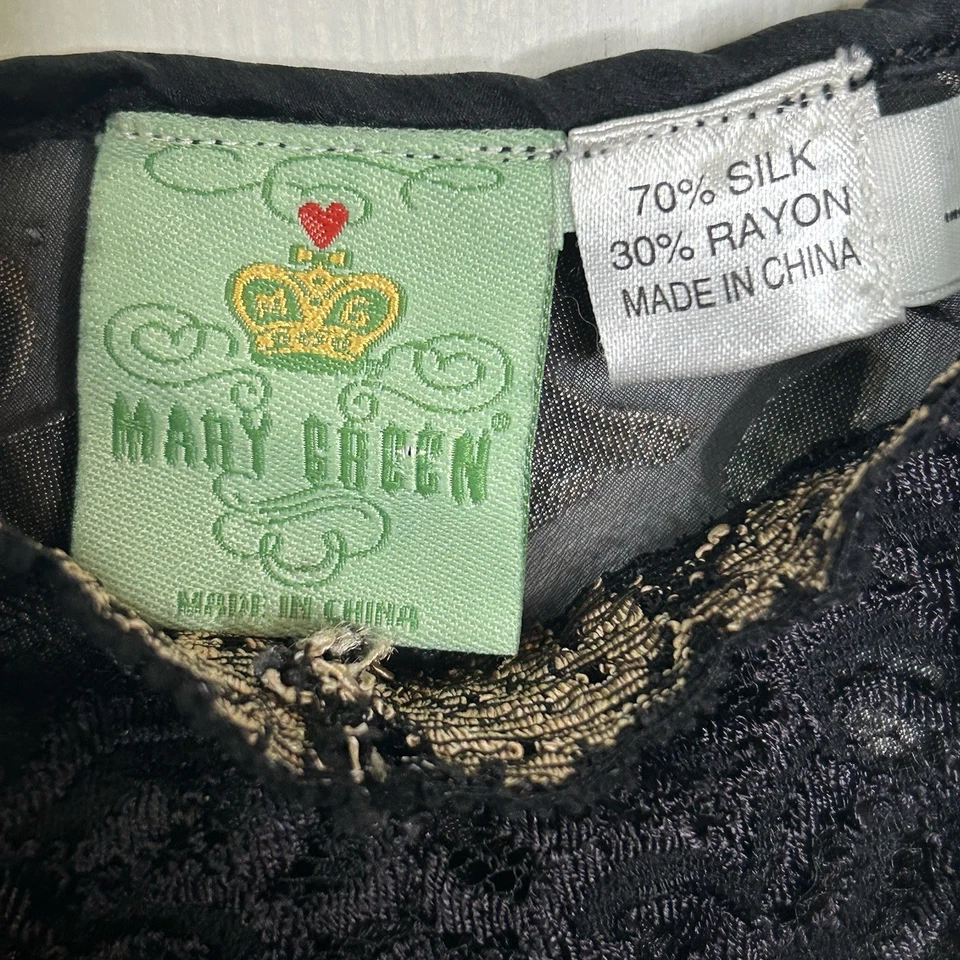 M G
MARY GREEN®
MADE IN CHINA
70% SILK
30% RAYON
MADE IN CHINA